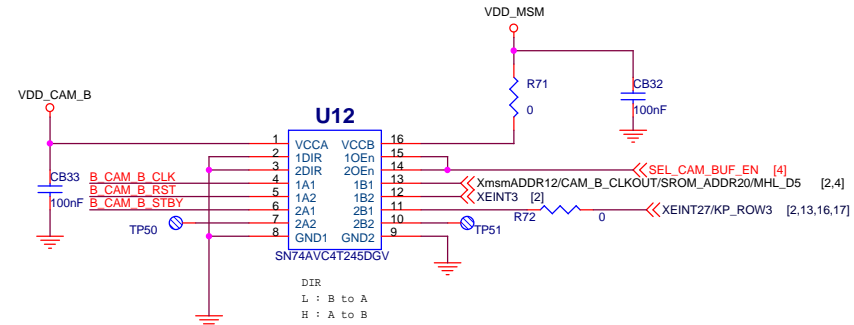 VDD_MSM
VDD_CAM_B
R71
0
CB32
100nF
U12
1 VCCA VCCB 16
2 1DIR 1OEn 15
3 2DIR 2OEn 14
4 1A1 1B1 13
5 1A2 1B2 12
6 2A1 2B1 11
7 2A2 2B2 10
8 GND1 GND2 9
SN74AVC4T245DGV
CB33
100nF
B_CAM_B_CLK
B_CAM_B_RST
B_CAM_B_STBY
TP50
SEL_CAM_BUF_EN [4]
XmsmADDR12/CAM_B_CLKOUT/SROM_ADDR20/MHL_D5 [2,4]
XEINT3 [2]
R72 0 XEINT27/KP_ROW3 [2,13,16,17]
TP51
DIR
L : B to A
H : A to B